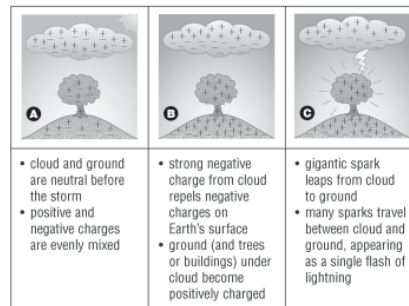 A
B
C
• cloud and ground
are neutral before
the storm
• positive and
negative charges
are evenly mixed
• strong negative
charge from cloud
repels negative
charges on
Earth's surface
• ground (and trees
or buildings) under
cloud become
positively charged
• gigantic spark
leaps from cloud
to ground
• many sparks travel
between cloud and
ground, appearing
as a single flash of
lightning